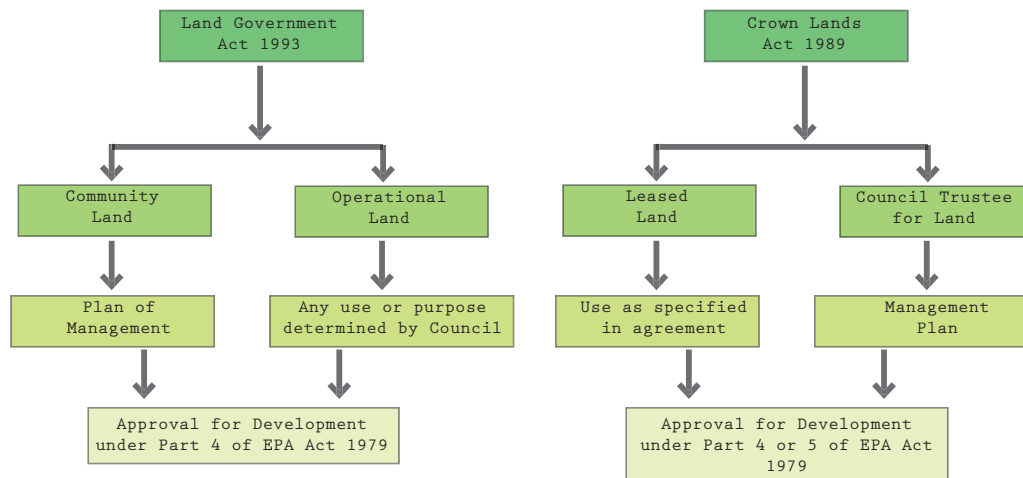 Land Government
Act 1993
Crown Lands
Act 1989
Community
Land
Operational
Land
Leased
Land
Council Trustee
for Land
Plan of
Management
Any use or purpose
determined by Council
Use as specified
in agreement
Management
Plan
Approval for Development
under Part 4 of EPA Act 1979
Approval for Development
under Part 4 or 5 of EPA Act
1979